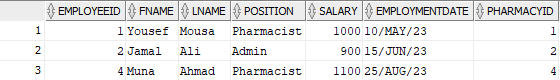 EMPLOYEEID FNAME LNAME POSITION SALARY EMPLOYMENTDATE PHARMACYID
1 1 Yousef Mousa Pharmacist 1000 10/MAY/23 1
2 2 Jamal Ali Admin 900 15/JUN/23 2
3 4 Muna Ahmad Pharmacist 1100 25/AUG/23 4